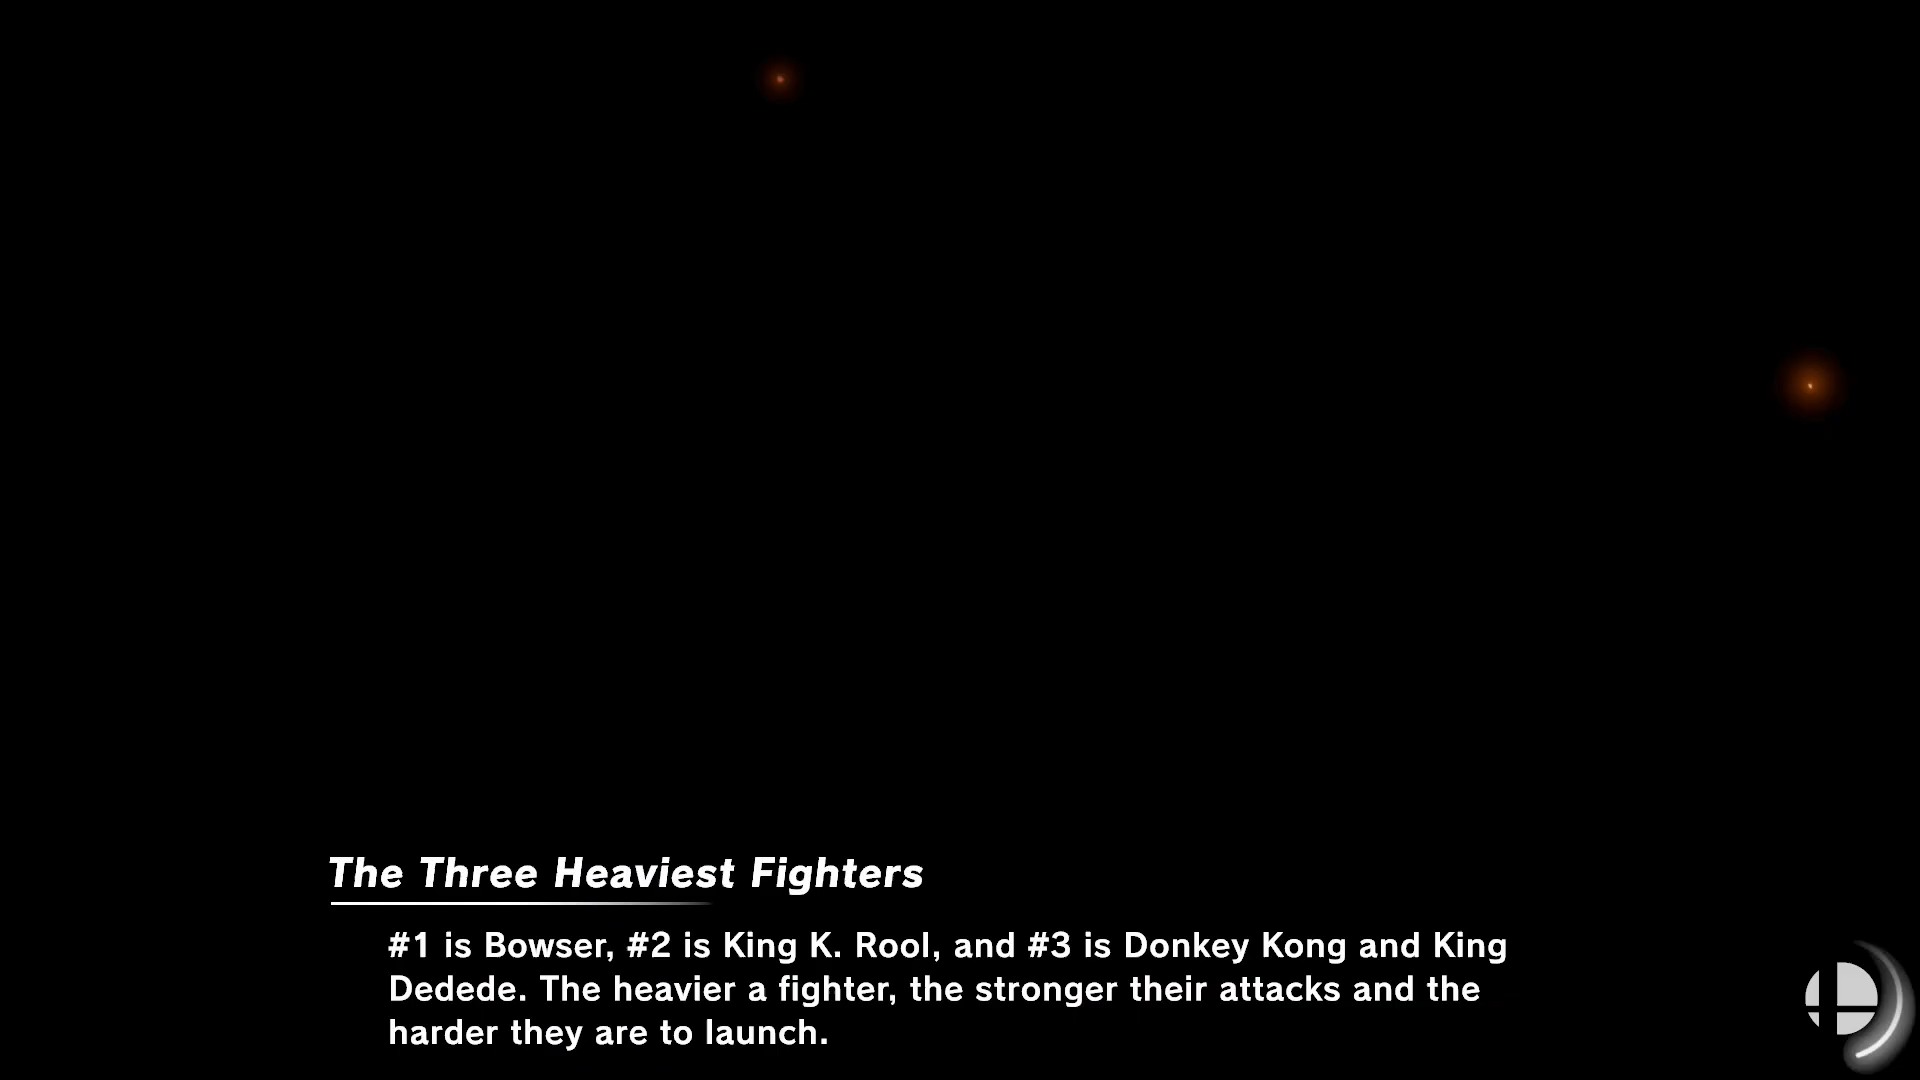 The Three Heaviest Fighters
#1 is Bowser, #2 is King K. Rool, and #3 is Donkey Kong and King
Dedede. The heavier a fighter, the stronger their attacks and the
harder they are to launch.